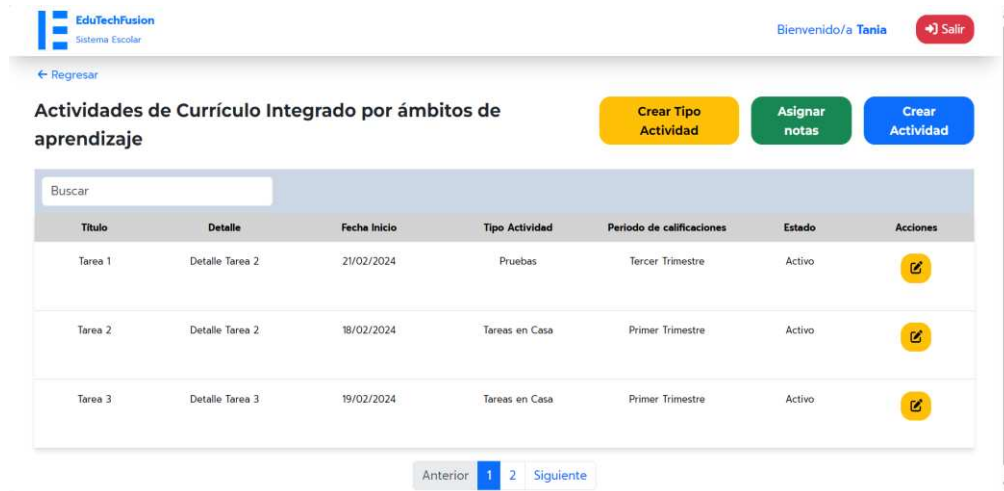 EduTechFusion
Sistema Escolar
Bienvenido/a Tania
Salir
← Regresar
Actividades de Currículo Integrado por ámbitos de
aprendizaje
Crear Tipo
Actividad
Asignar
notas
Crear
Actividad
Buscar
Título Detalle Fecha Inicio Tipo Actividad Periodo de calificaciones Estado Acciones
Tarea 1 Detalle Tarea 2 21/02/2024 Pruebas Tercer Trimestre Activo
Tarea 2 Detalle Tarea 2 18/02/2024 Tareas en Casa Primer Trimestre Activo
Tarea 3 Detalle Tarea 3 19/02/2024 Tareas en Casa Primer Trimestre Activo
Anterior 1 2 Siguiente